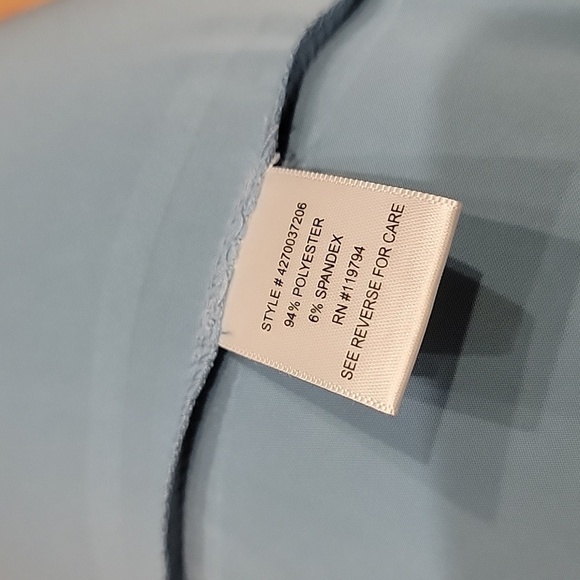 STYLE # 4270037206
94% POLYESTER
6% SPANDEX
RN #119794
SEE REVERSE FOR CARE